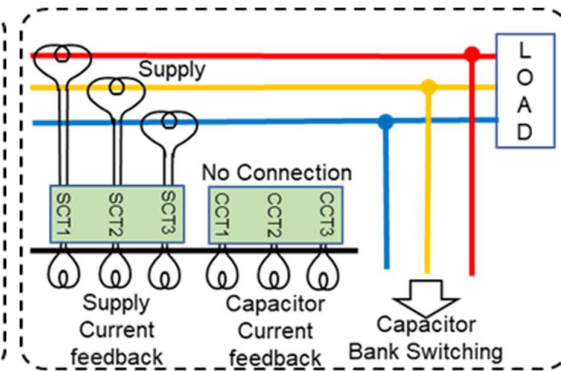 Supply
L
O
A
D
No Connection
SCT1
SCT2
SCT3
CCT1
CCT2
CCT3
Supply
Current
feedback
Capacitor
Current
feedback
Capacitor
Bank Switching